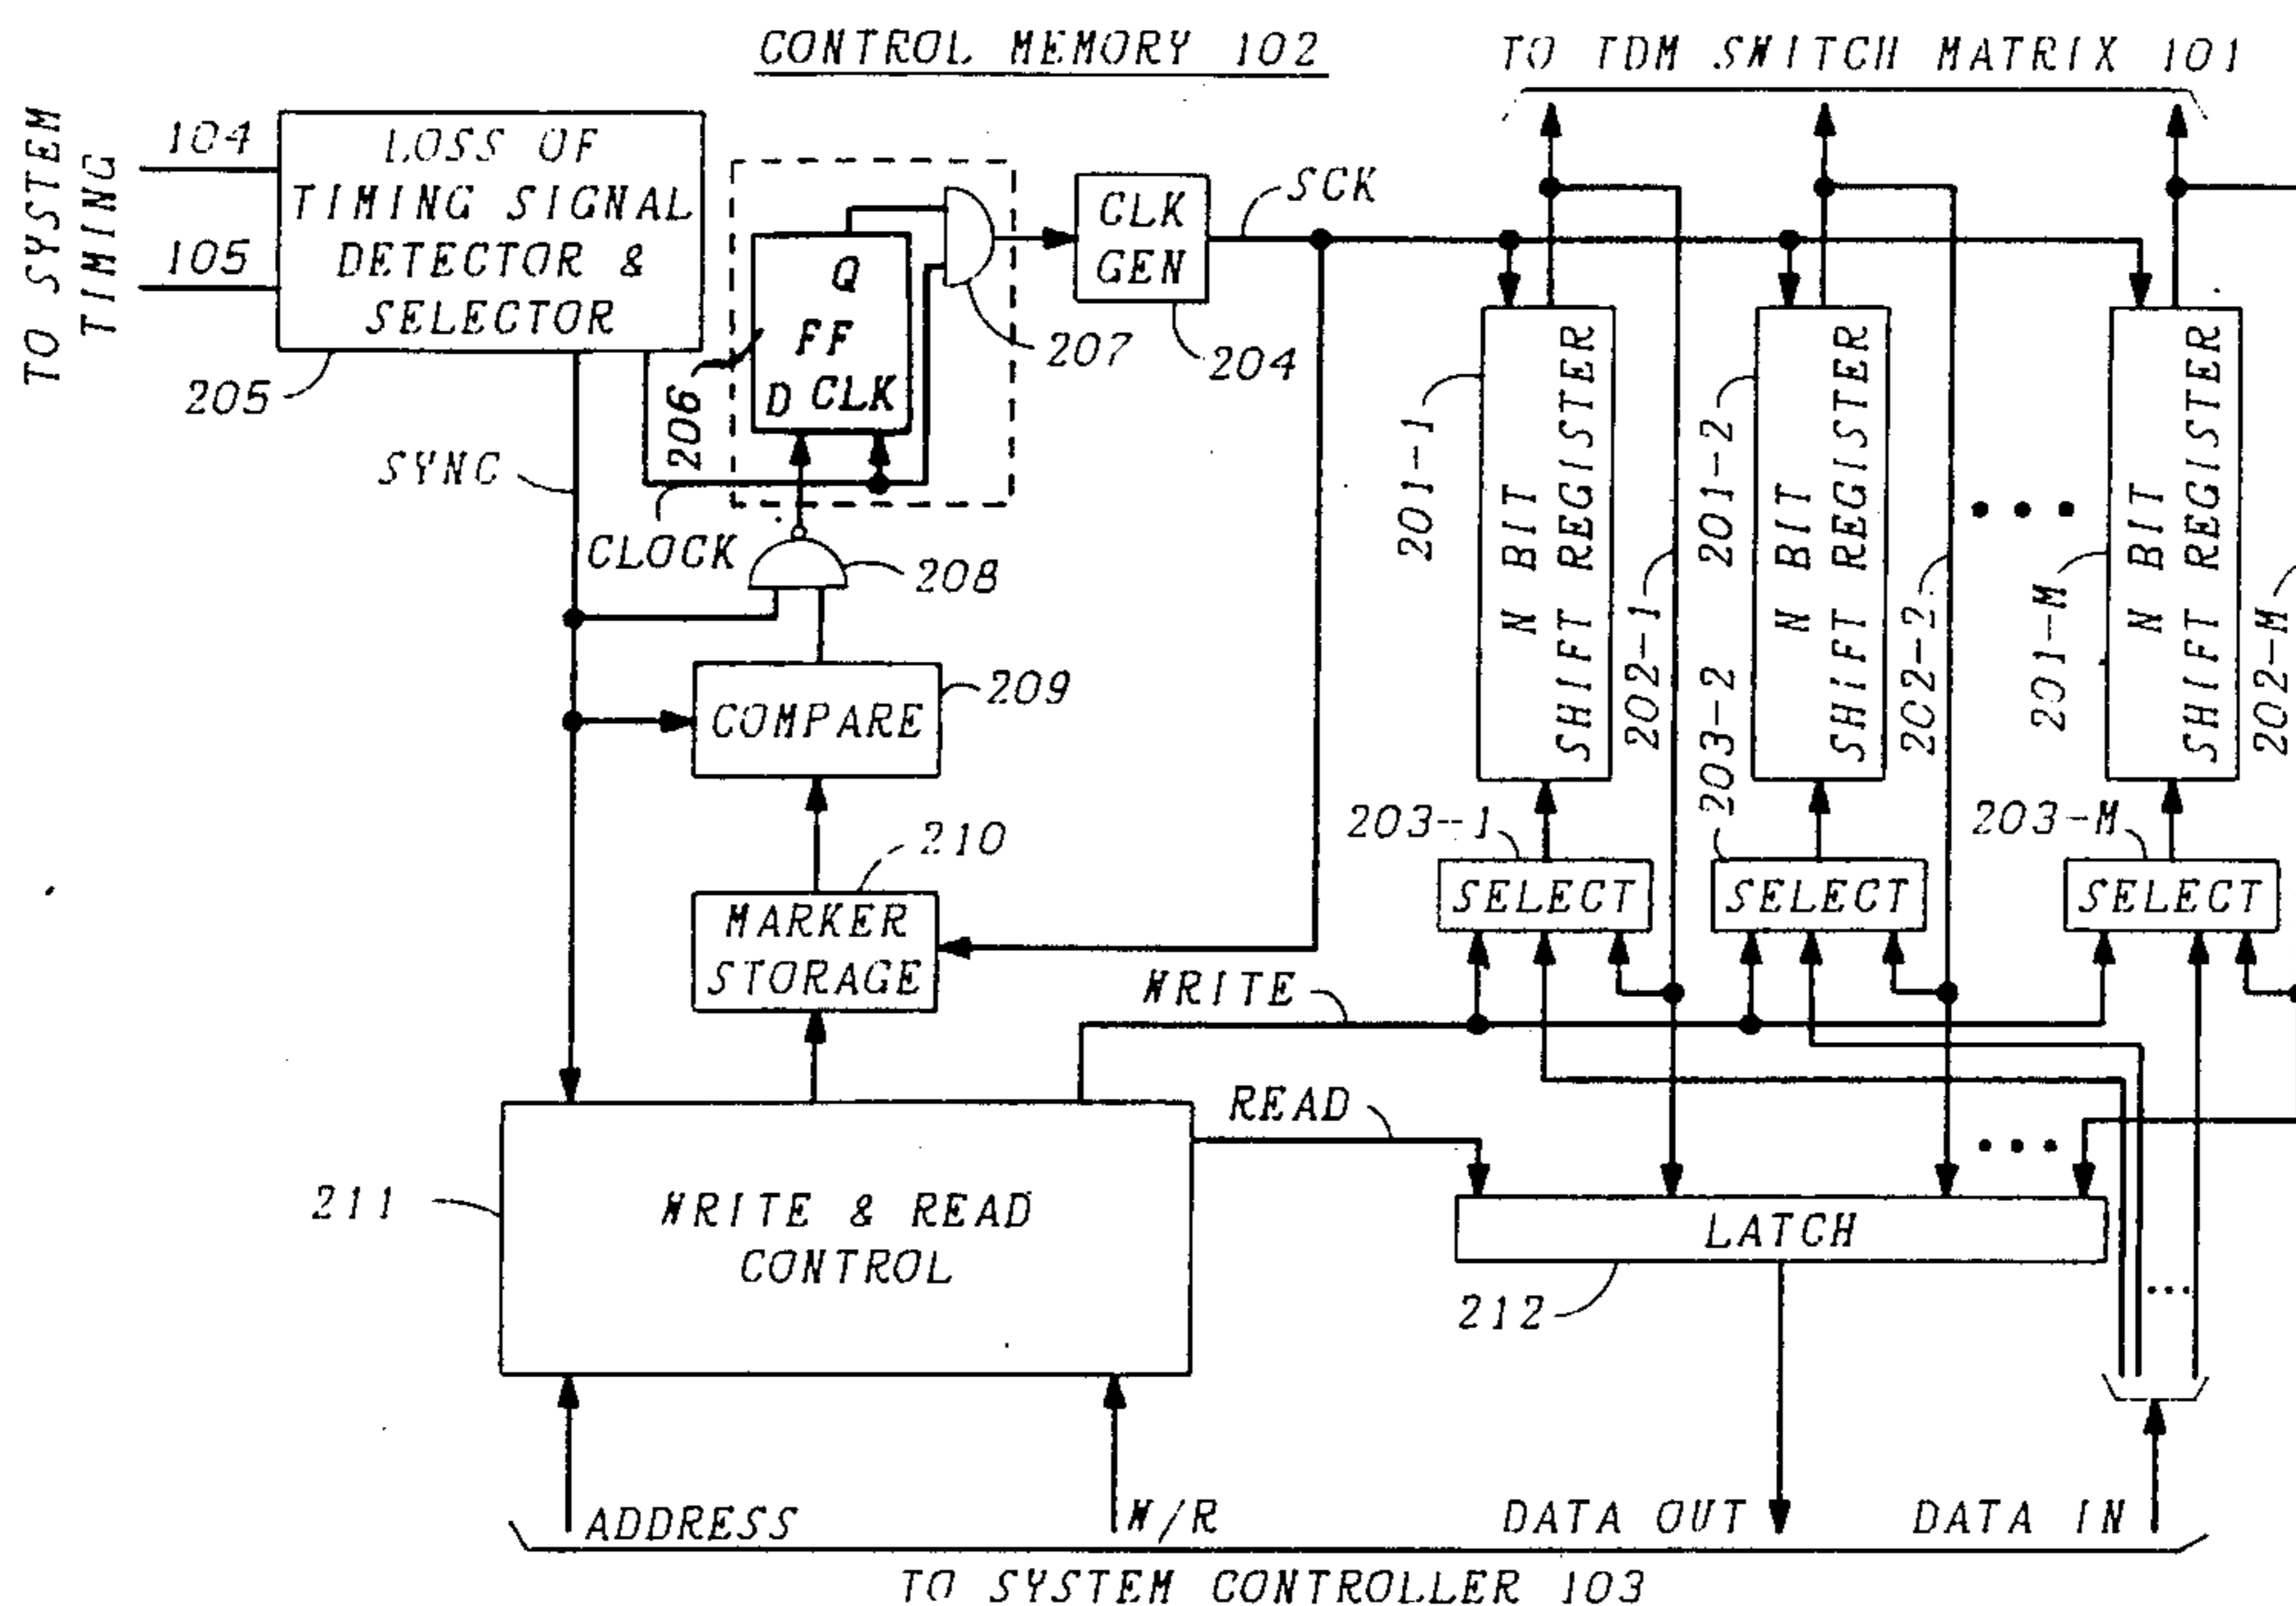 CONTROL MEMORY 102
TO TDM SWITCH MATRIX 101
TO SYSTEM
TIMING
104
105
LOSS OF
TIMING SIGNAL
DETECTOR &
SELECTOR
205
SYNC
CLOCK
206
Q
FF
D CLK
207
CLK
GEN
204
SCK
208
COMPARE
209
210
MARKER
STORAGE
201-1
N BIT
SHIFT REGISTER
202-1
201-2
N BIT
SHIFT REGISTER
202-2
201-M
N BIT
SHIFT REGISTER
202-M
203-1
SELECT
203-2
SELECT
203-M
SELECT
WRITE
READ
211
WRITE & READ
CONTROL
LATCH
212
ADDRESS
W/R
DATA OUT
DATA IN
TO SYSTEM CONTROLLER 103